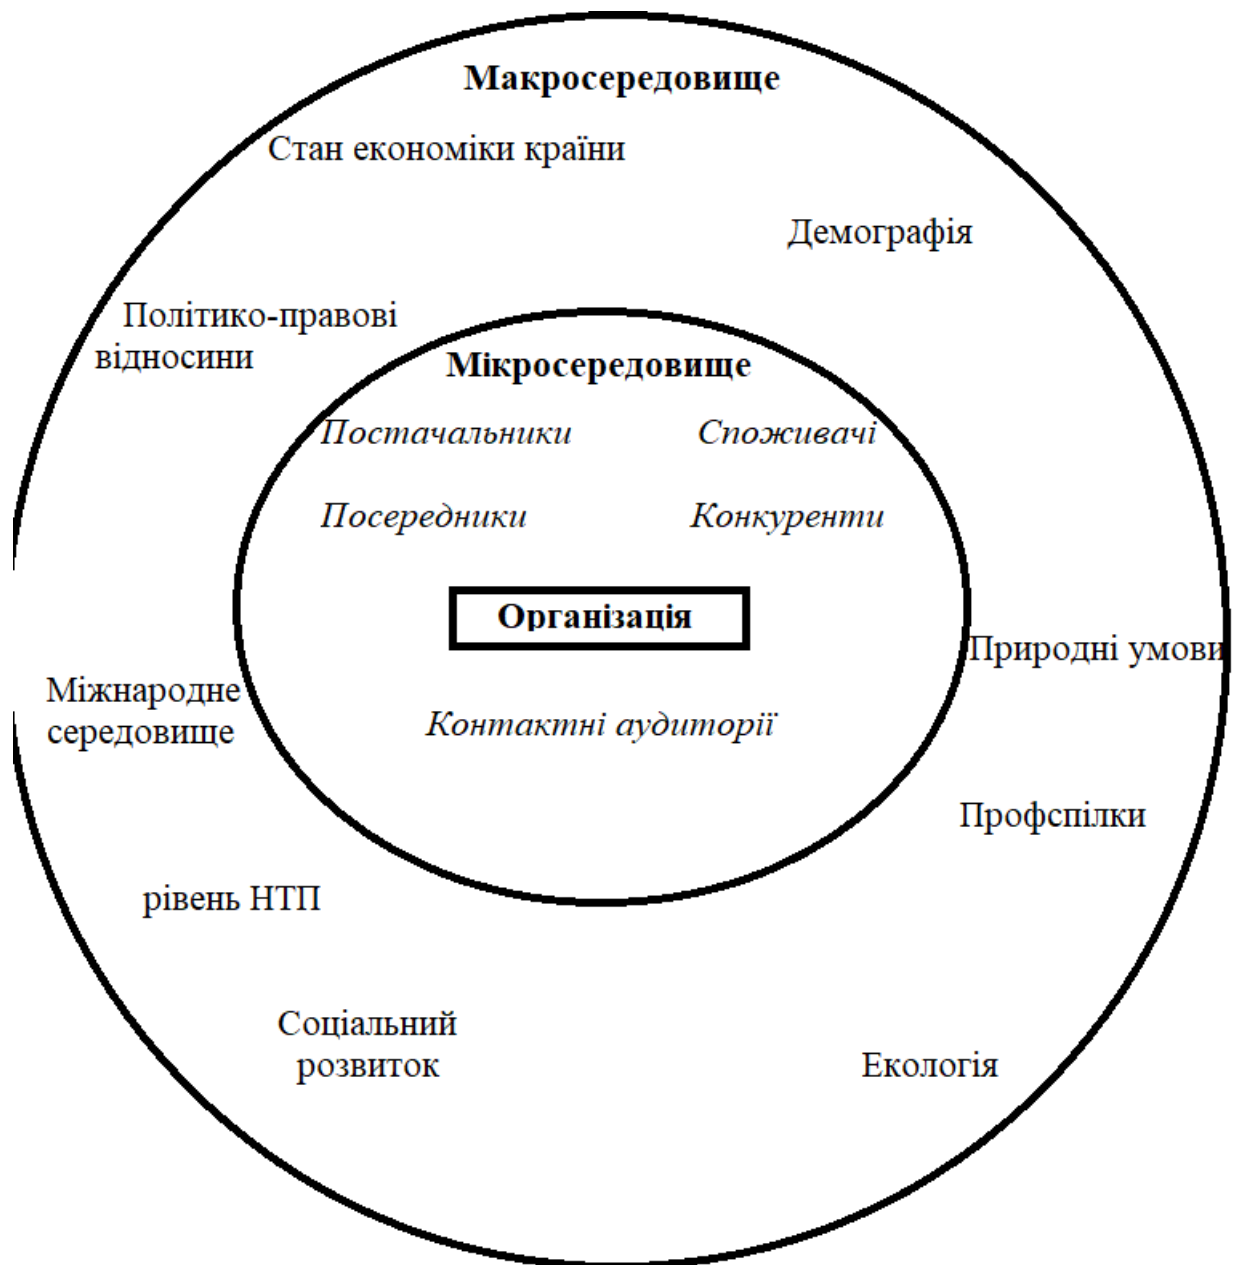 Макросередовище
Стан економіки країни
Демографія
Політико-правові
відносини
Мікросередовище
Постачальники
Споживачі
Посередники
Конкуренти
Організація
Природні умови
Міжнародне
середовище
Контактні аудиторії
Профспілки
рівень НТП
Соціальний
розвиток
Екологія